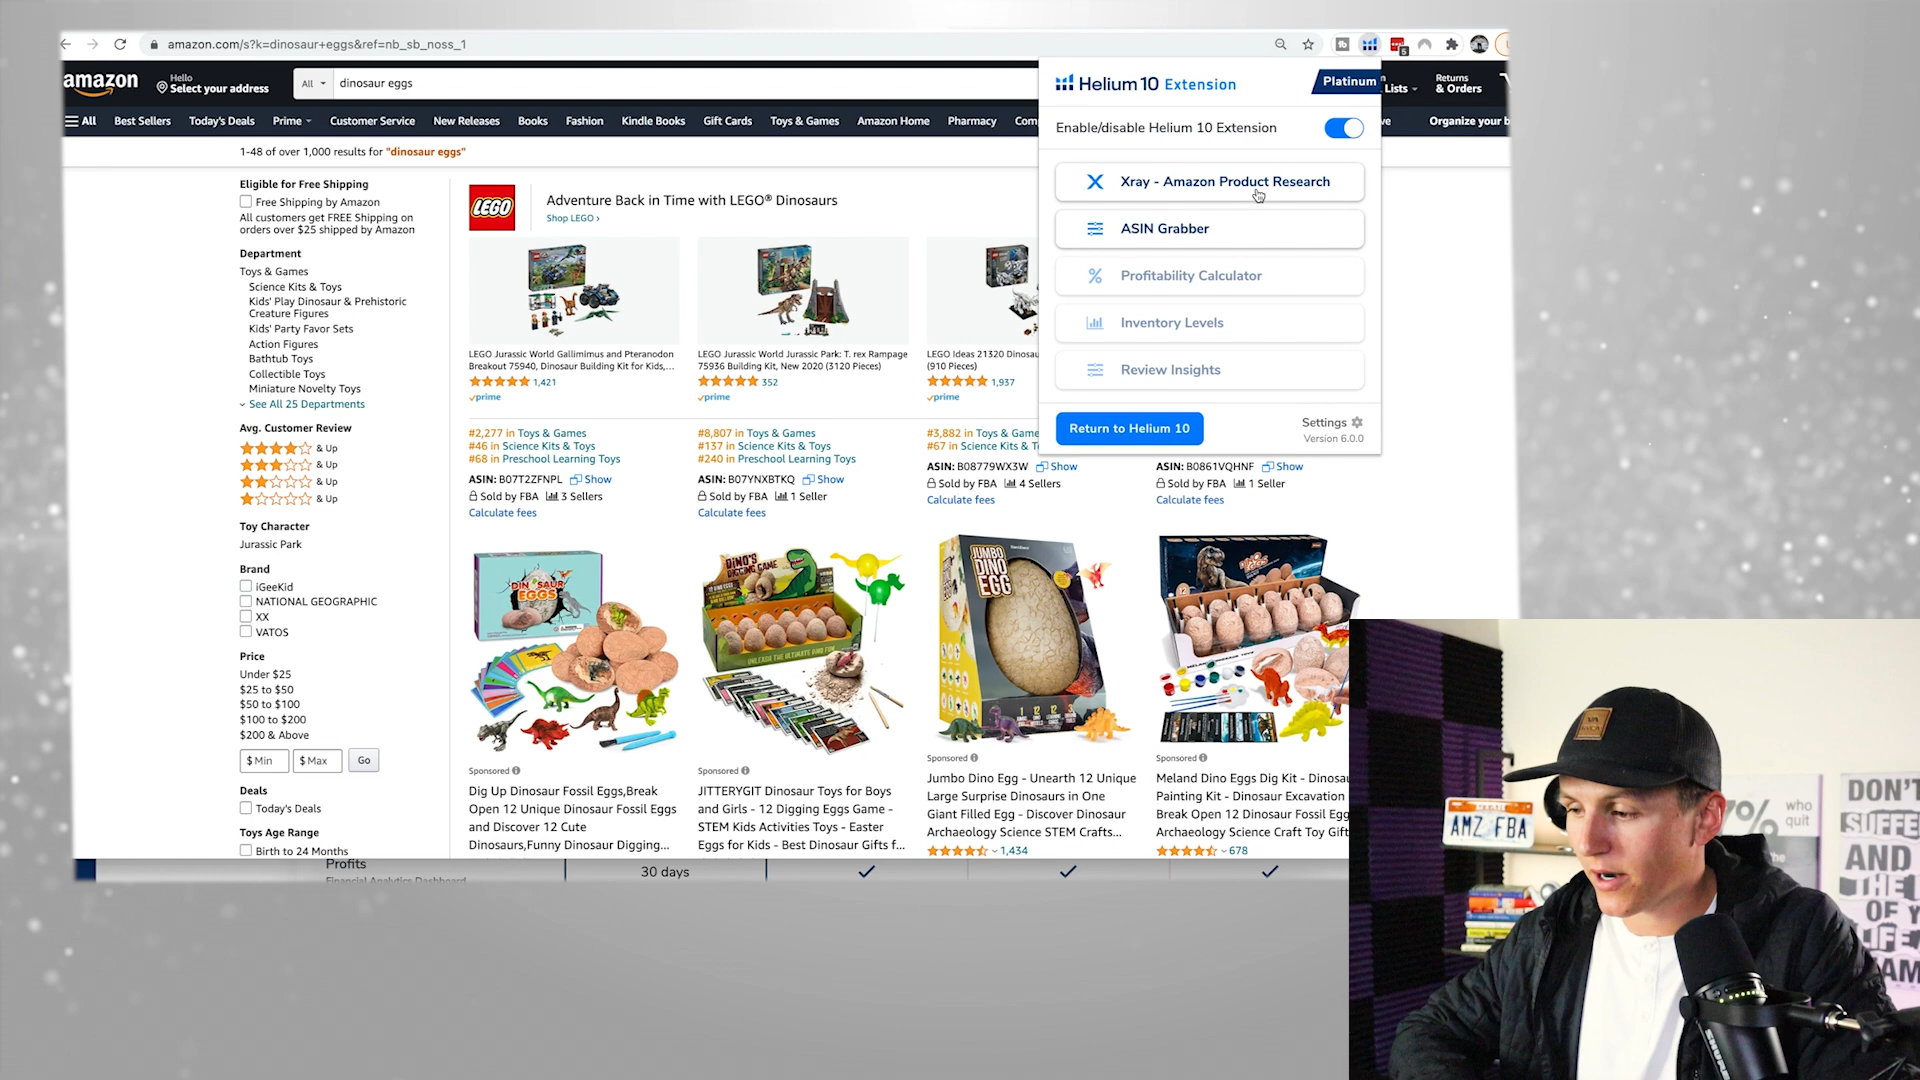 amazon.com/s?k=dinosaur+eggs&ref=nb_sb_noss_1
5
amazon
Hello
Select your address
All
dinosaur eggs
Lists
Returns
& Orders
All
Best Sellers
Today's Deals
Prime
Customer Service
New Releases
Books
Fashion
Kindle Books
Gift Cards
Toys & Games
Amazon Home
Pharmacy
Organize your b
Helium 10 Extension
Platinum
Enable/disable Helium 10 Extension
Xray - Amazon Product Research
ASIN Grabber
Profitability Calculator
Inventory Levels
Review Insights
Return to Helium 10
Settings
Version 6.0.0
1-48 of over 1,000 results for "dinosaur eggs"
Eligible for Free Shipping
Free Shipping by Amazon
All customers get FREE Shipping on
orders over $25 shipped by Amazon
Department
Toys & Games
Science Kits & Toys
Kids' Play Dinosaur & Prehistoric
Creature Figures
Kids' Party Favor Sets
Action Figures
Bathtub Toys
Collectible Toys
Miniature Novelty Toys
See All 25 Departments
Avg. Customer Review
& Up
& Up
& Up
& Up
Toy Character
Jurassic Park
Brand
iGeeKid
NATIONAL GEOGRAPHIC
XX
VATOS
Price
Under $25
$25 to $50
$50 to $100
$100 to $200
$200 & Above
$ Min
$ Max
Go
Deals
Today's Deals
Toys Age Range
Birth to 24 Months
LEGO
Adventure Back in Time with LEGO® Dinosaurs
Shop LEGO ›
LEGO Jurassic World Gallimimus and Pteranodon
Breakout 75940, Dinosaur Building Kit for Kids,...
1,421
prime
LEGO Jurassic World Jurassic Park: T. rex Rampage
75936 Building Kit, New 2020 (3120 Pieces)
352
prime
LEGO Ideas 21320 Dinosau
(910 Pieces)
1,937
prime
#2,277 in Toys & Games
#46 in Science Kits & Toys
#68 in Preschool Learning Toys
ASIN: B07T2ZFNPL Show
Sold by FBA 3 Sellers
Calculate fees
#8,807 in Toys & Games
#137 in Science Kits & Toys
#240 in Preschool Learning Toys
ASIN: B07YNXBTKQ Show
Sold by FBA 1 Seller
Calculate fees
#3,882 in Toys & Game
#67 in Science Kits & T
ASIN: B08779WX3W Show
Sold by FBA 4 Sellers
Calculate fees
ASIN: B0861VQHNF Show
Sold by FBA 1 Seller
Calculate fees
DINOSAUR
EGGS
DINO'S
DIGGING GAME
JUMBO
DINO
EGG
Sponsored
Dig Up Dinosaur Fossil Eggs,Break
Open 12 Unique Dinosaur Fossil Eggs
and Discover 12 Cute
Dinosaurs,Funny Dinosaur Digging...
Sponsored
JITTERYGIT Dinosaur Toys for Boys
and Girls - 12 Digging Eggs Game -
STEM Kids Activities Toys - Easter
Eggs for Kids - Best Dinosaur Gifts f...
Sponsored
Jumbo Dino Egg - Unearth 12 Unique
Large Surprise Dinosaurs in One
Giant Filled Egg - Discover Dinosaur
Archaeology Science STEM Crafts...
1,434
Sponsored
Meland Dino Eggs Dig Kit - Dinosau
Painting Kit - Dinosaur Excavation
Break Open 12 Dinosaur Fossil Egg
Archaeology Science Craft Toy Gift
678
Profits
Financial Analytics Dashboard
30 days
AMZ FBA
who
quit
the
DON'T
SUFFE
AND
THE
OF Y
LIFE
AM